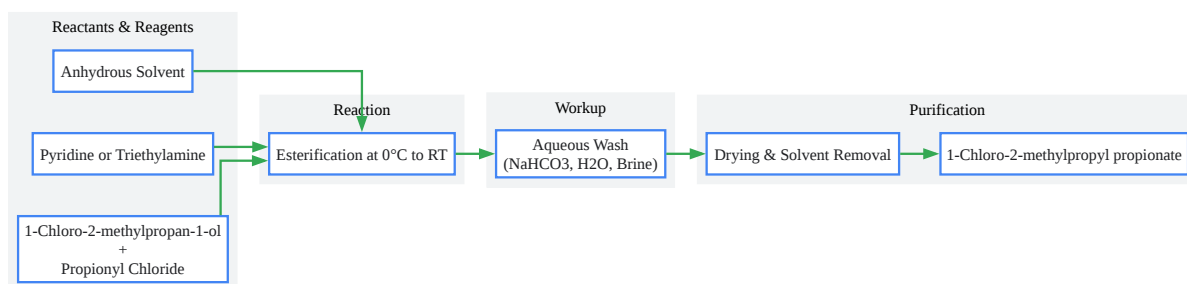 Reactants & Reagents
Anhydrous Solvent
Pyridine or Triethylamine
1-Chloro-2-methylpropan-1-ol
+
Propionyl Chloride
Reaction
Esterification at 0°C to RT
Workup
Aqueous Wash
(NaHCO3, H2O, Brine)
Purification
Drying & Solvent Removal
1-Chloro-2-methylpropyl propionate